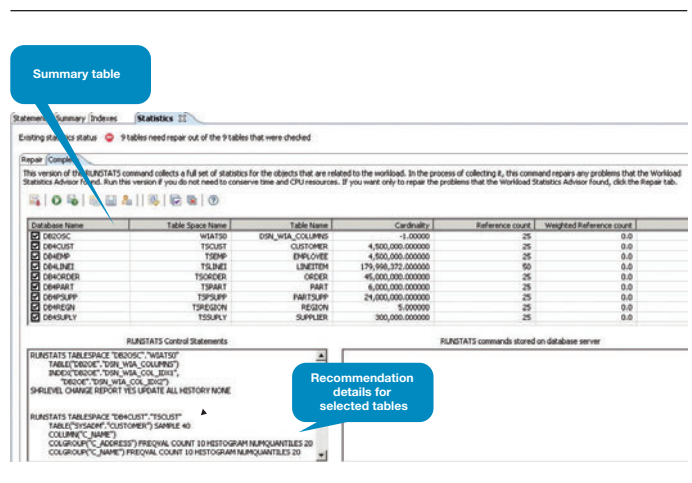 Summary table
Statement Summary Indexes Statistics
Existing statistics status 9 tables need repair out of the 9 tables that were checked
Repair Complete
This version of the RUNSTATS command collects a full set of statistics for the objects that are related to the workload. In the process of collecting it, this command repairs any problems that the Workload
Statistics Advisor found. Run this version if you do not need to conserve time and CPU resources. If you want only to repair the problems that the Workload Statistics Advisor found, click the Repair tab.
Database Name Table Space Name Table Name Cardinality Reference count Weighted Reference count
DB2OSC WIATS0 DSN_WIA_COLUMNS -1.00000 25 0.0
DB4CUST TSCUST CUSTOMER 4,500,000.000000 25 0.0
DB4EMP TSEMP EMPLOYEE 4,500,000.000000 25 0.0
DB4LINEI TSLINEI LINEITEM 179,998,372.000000 50 0.0
DB4ORDER TSORDER ORDER 45,000,000.000000 25 0.0
DB4PART TSPART PART 6,000,000.000000 25 0.0
DB4PSUPP TSPSUPP PARTSUPP 24,000,000.000000 25 0.0
DB4REGN TSREGION REGION 5.000000 25 0.0
DB4SUPLY TSSUPLY SUPPLIER 300,000.000000 25 0.0
RUNSTATS Control Statements RUNSTATS commands stored on database server
RUNSTATS TABLESPACE "DB2OSC"."WIATS0"
TABLE("DB2OE"."DSN_WIA_COLUMNS")
INDEX("DB2OE"."DSN_WIA_COL_IDX1",
"DB2OE"."DSN_WIA_COL_IDX2")
SHRLEVEL CHANGE REPORT YES UPDATE ALL HISTORY NONE
RUNSTATS TABLESPACE "DB4CUST"."TSCUST"
TABLE("SYSADM"."CUSTOMER") SAMPLE 40
COLUMN("C_NAME")
COLGROUP("C_ADDRESS") FREQVAL COUNT 10 HISTOGRAM NUMQUANTILES 20
COLGROUP("C_NAME") FREQVAL COUNT 10 HISTOGRAM NUMQUANTILES 20
Recommendation
details for
selected tables